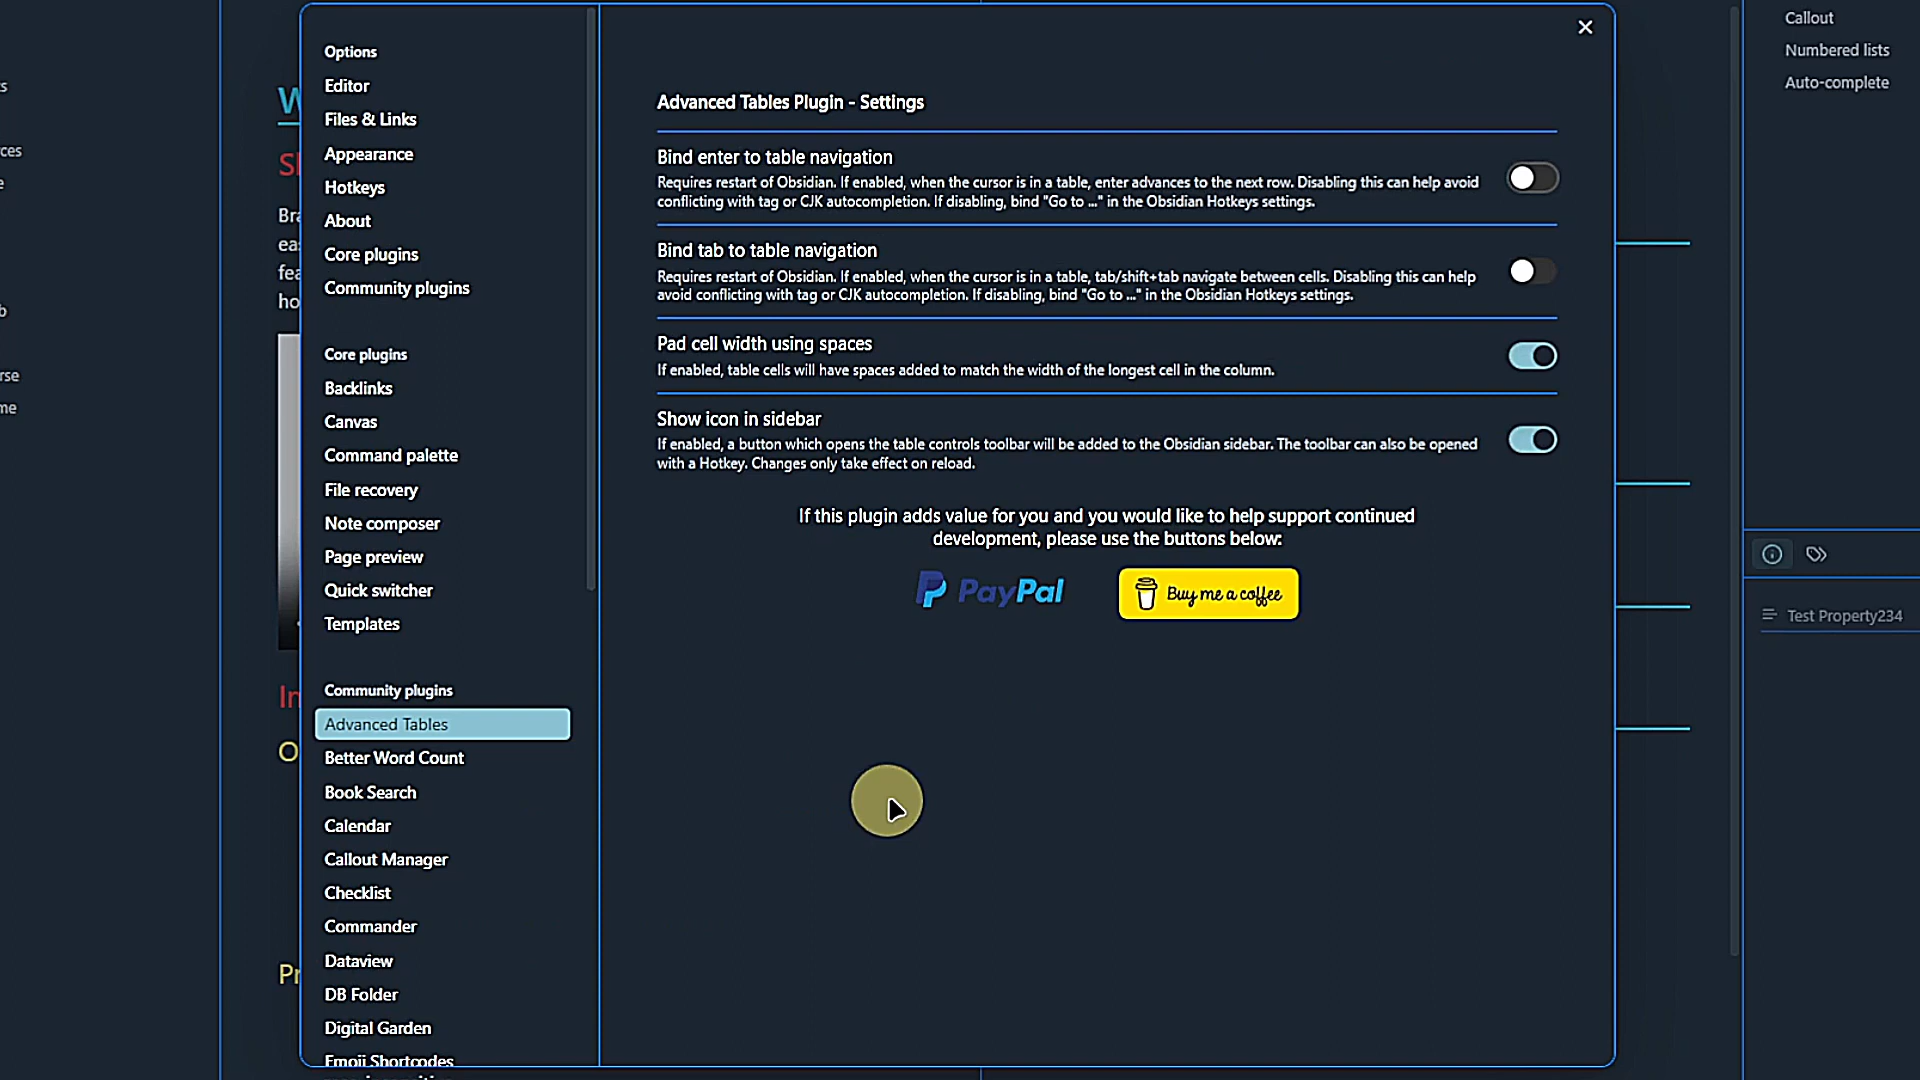 Options
Editor
Files & Links
Appearance
Hotkeys
About
Core plugins
Community plugins
Core plugins
Backlinks
Canvas
Command palette
File recovery
Note composer
Page preview
Quick switcher
Templates
Community plugins
Advanced Tables
Better Word Count
Book Search
Calendar
Callout Manager
Checklist
Commander
Dataview
DB Folder
Digital Garden
Emoji Shortcodes
Advanced Tables Plugin - Settings
Bind enter to table navigation
Requires restart of Obsidian. If enabled, when the cursor is in a table, enter advances to the next row. Disabling this can help avoid
conflicting with tag or CJK autocompletion. If disabling, bind "Go to ..." in the Obsidian Hotkeys settings.
Bind tab to table navigation
Requires restart of Obsidian. If enabled, when the cursor is in a table, tab/shift+tab navigate between cells. Disabling this can help
avoid conflicting with tag or CJK autocompletion. If disabling, bind "Go to ..." in the Obsidian Hotkeys settings.
Pad cell width using spaces
If enabled, table cells will have spaces added to match the width of the longest cell in the column.
Show icon in sidebar
If enabled, a button which opens the table controls toolbar will be added to the Obsidian sidebar. The toolbar can also be opened
with a Hotkey. Changes only take effect on reload.
If this plugin adds value for you and you would like to help support continued
development, please use the buttons below:
PayPal
Buy me a coffee
Callout
Numbered lists
Auto-complete
Test Property234